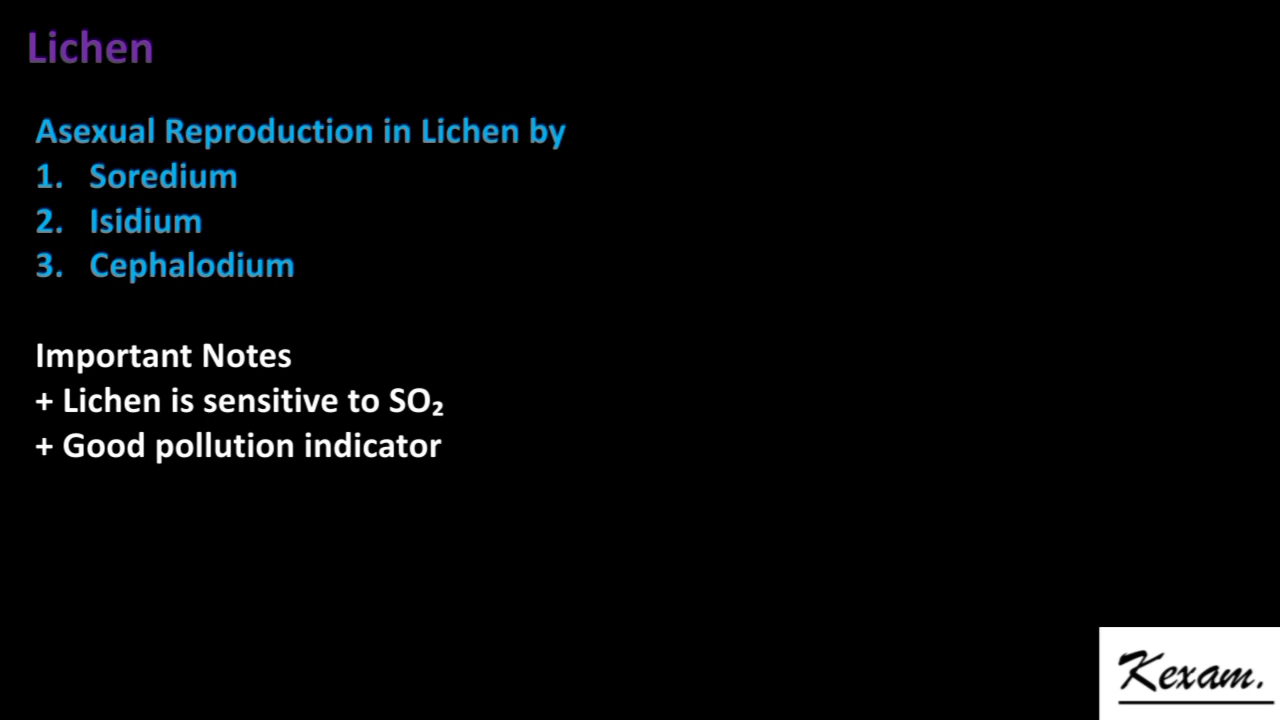 Lichen
Asexual Reproduction in Lichen by
1. Soredium
2. Isidium
3. Cephalodium
Important Notes
+ Lichen is sensitive to SO₂
+ Good pollution indicator
Kexam.